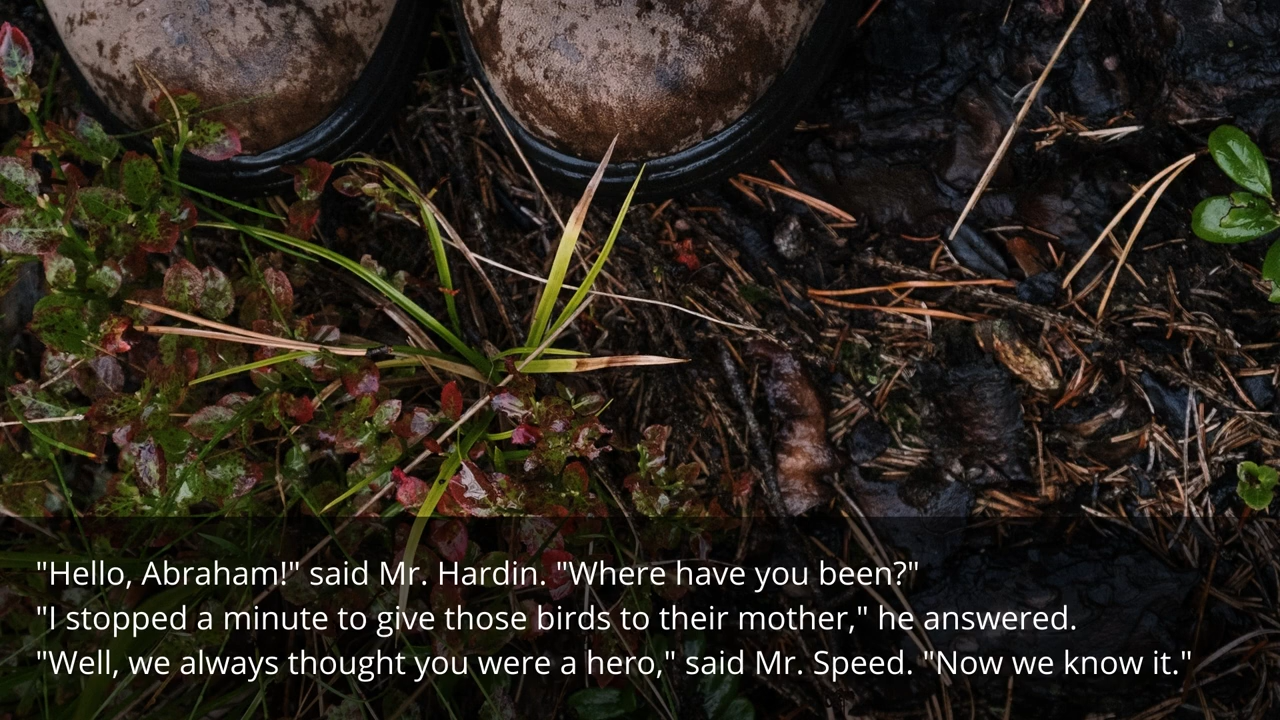 "Hello, Abraham!" said Mr. Hardin. "Where have you been?"
"I stopped a minute to give those birds to their mother," he answered.
"Well, we always thought you were a hero," said Mr. Speed. "Now we know it."